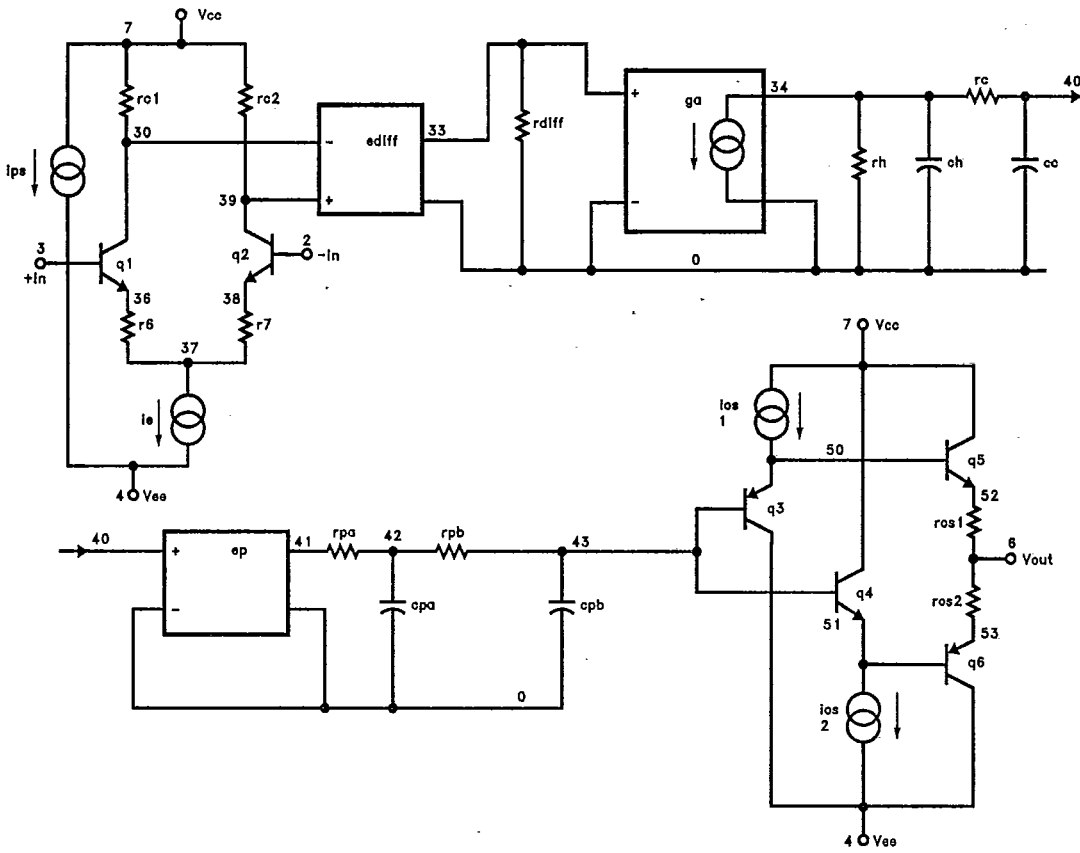 7
Vcc
rc1
rc2
30
ips
39
3
+In
q1
q2
2
-In
36
38
r6
r7
37
ie
4
Vee
ediff
-
+
33
rdiff
+
-
ga
34
rc
40
rh
ch
cc
0
40
+
-
ep
41
rpa
42
rpb
43
cpa
cpb
0
7
Vcc
ios
1
50
q3
q5
52
ros1
6
Vout
ros2
q4
51
53
q6
ios
2
4
Vee